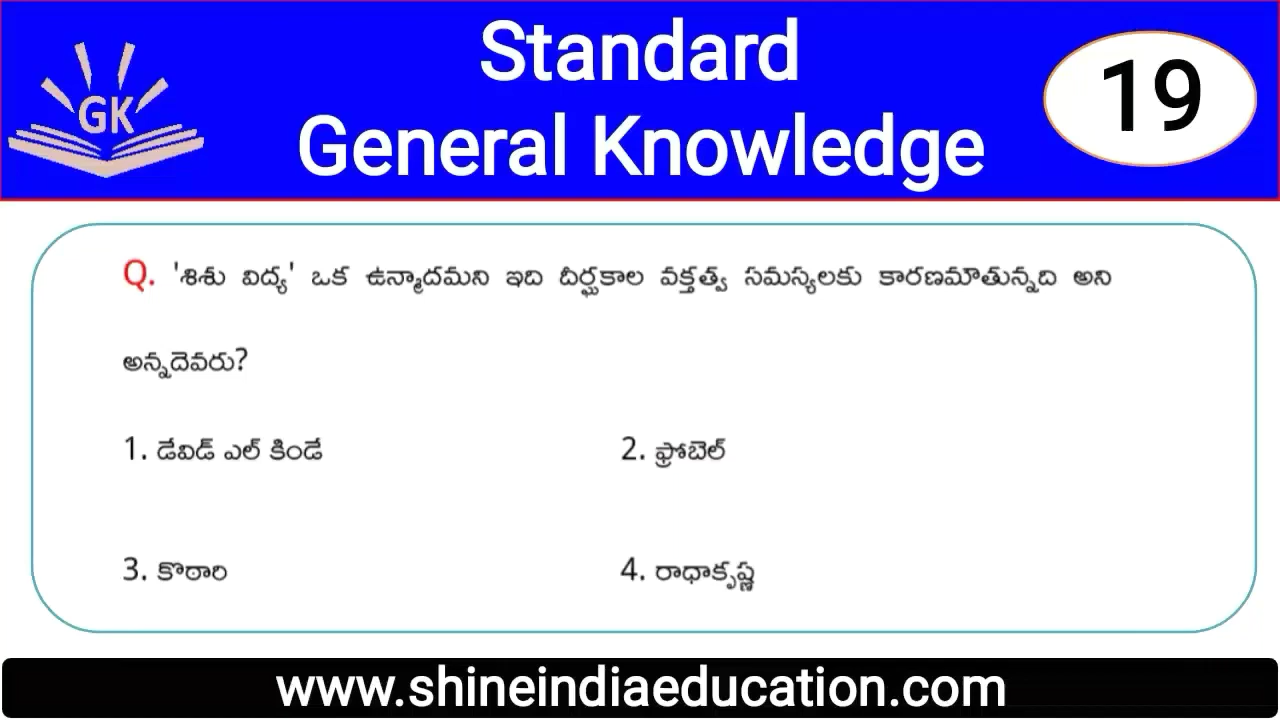 GK
Standard
General Knowledge
19
Q. 'శిశు విద్య' ఒక ఉన్మాదమని ఇది దీర్ఘకాల వక్తత్వ సమస్యలకు కారణమౌతున్నది అని
అన్నదెవరు?
1. డేవిడ్ ఎల్ కిండే 2. ఫ్రోబెల్
3. కొఠారి 4. రాధాకృష్ణ
www.shineindiaeducation.com